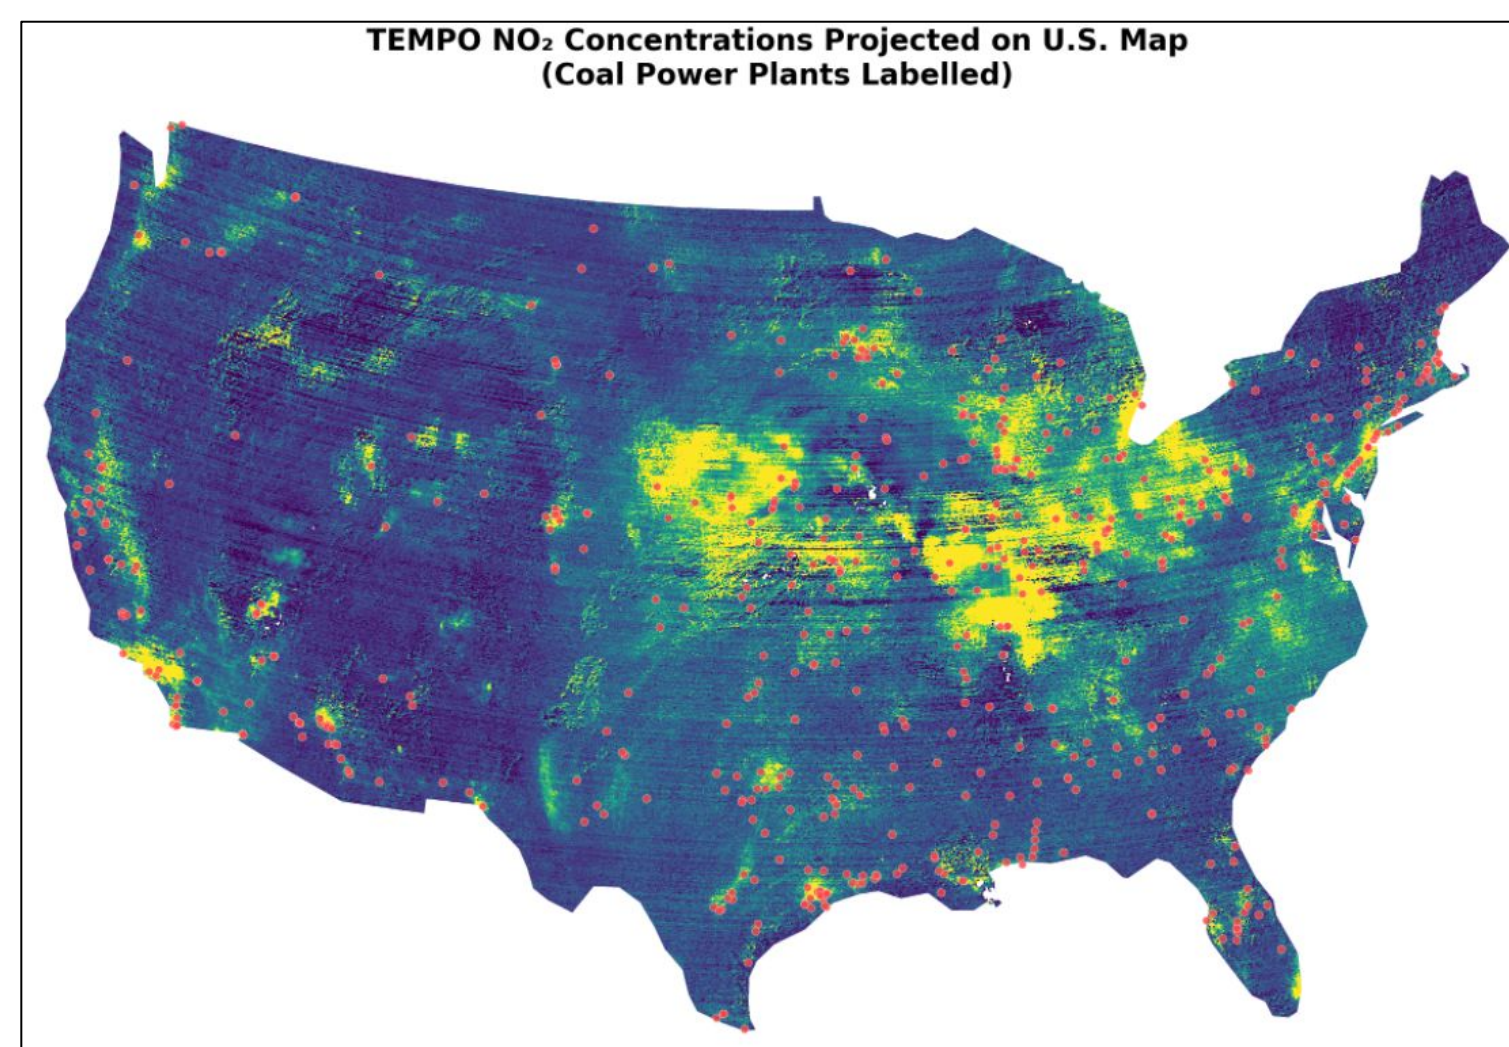 TEMPO NO₂ Concentrations Projected on U.S. Map
(Coal Power Plants Labelled)